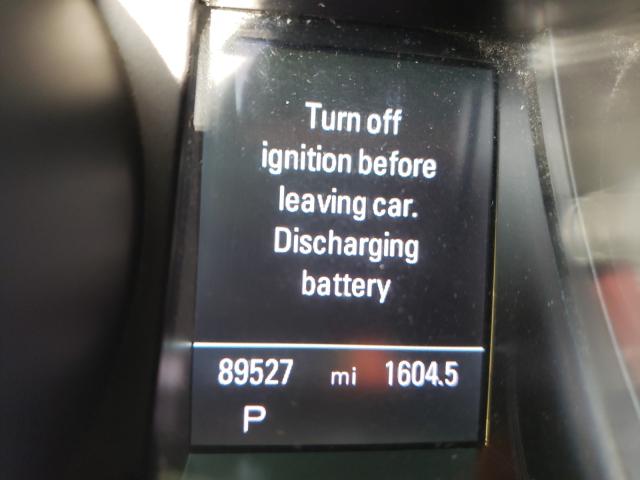 Turn off
ignition before
leaving car.
Discharging
battery
89527 mi 1604.5
P